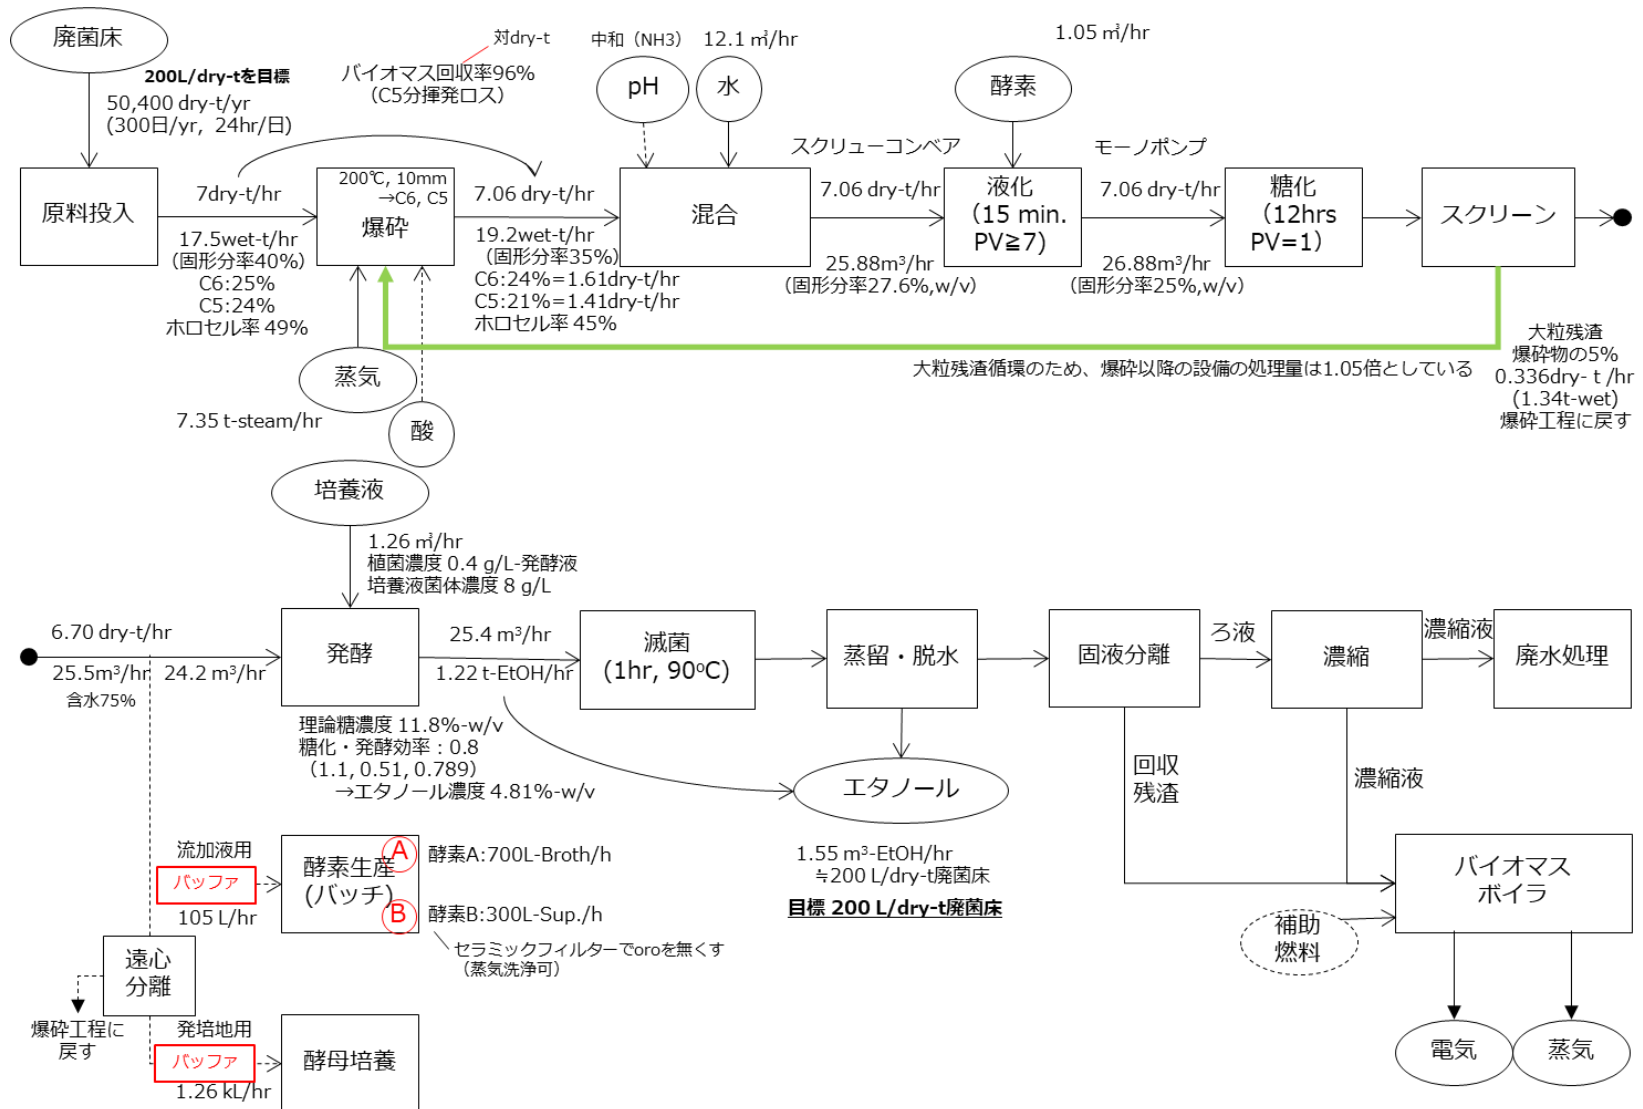 廃菌床
200L/dry-tを目標
50,400 dry-t/yr
(300日/yr, 24hr/日)
対dry-t
バイオマス回収率96%
（C5分揮発ロス）
中和（NH3）
pH
12.1 ㎥/hr
水
1.05 ㎥/hr
酵素
原料投入
7dry-t/hr
17.5wet-t/hr
（固形分率40%）
C6:25%
C5:24%
ホロセル率 49%
200℃, 10mm
→C6, C5
爆砕
7.06 dry-t/hr
19.2wet-t/hr
（固形分率35%）
C6:24%=1.61dry-t/hr
C5:21%=1.41dry-t/hr
ホロセル率 45%
混合
スクリューコンベア
7.06 dry-t/hr
25.88m³/hr
（固形分率27.6%,w/v）
液化
（15 min.
PV≧7)
モーノポンプ
7.06 dry-t/hr
26.88m³/hr
（固形分率25%,w/v）
糖化
（12hrs
PV=1）
スクリーン
蒸気
7.35 t-steam/hr
酸
大粒残渣循環のため、爆砕以降の設備の処理量は1.05倍としている
大粒残渣
爆砕物の5%
0.336dry-ｔ/hr
(1.34t-wet)
爆砕工程に戻す
培養液
1.26 ㎥/hr
植菌濃度 0.4 g/L-発酵液
培養液菌体濃度 8 g/L
6.70 dry-t/hr
25.5m³/hr
含水75%
24.2 m³/hr
発酵
25.4 m³/hr
1.22 t-EtOH/hr
理論糖濃度 11.8%-w/v
糖化・発酵効率：0.8
（1.1, 0.51, 0.789）
→エタノール濃度 4.81%-w/v
滅菌
(1hr, 90℃)
蒸留・脱水
固液分離
ろ液
濃縮
濃縮液
廃水処理
エタノール
1.55 m³-EtOH/hr
≒200 L/dry-t廃菌床
目標 200 L/dry-t廃菌床
回収
残渣
濃縮液
バイオマス
ボイラ
補助
燃料
電気
蒸気
流加液用
バッファ
105 L/hr
酵素生産
(バッチ)
A
B
酵素A:700L-Broth/h
酵素B:300L-Sup./h
セラミックフィルターでoroを無くす
（蒸気洗浄可）
遠心
分離
爆砕工程に
戻す
発培地用
バッファ
1.26 kL/hr
酵母培養